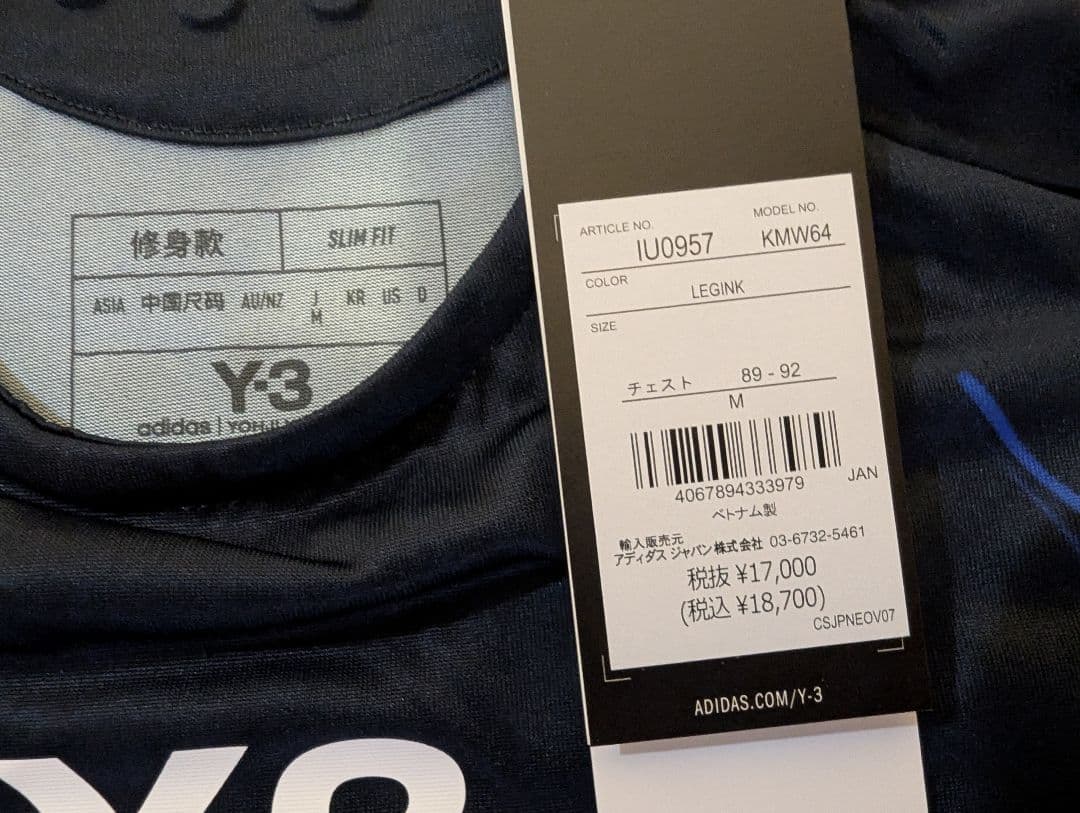 修身款 SLIM FIT
ASIA 中国尺码 AU/NZ J KR US D
M
Y-3
adidas
ARTICLE NO. MODEL NO.
IU0957 KMW64
COLOR
LEGINK
SIZE
チェスト 89 - 92
M
4067894333979 JAN
ベトナム製
輸入販売元
アディダス ジャパン株式会社 03-6732-5461
税抜 ¥17,000
(税込 ¥18,700)
CSJPNEOV07
ADIDAS.COM/Y-3